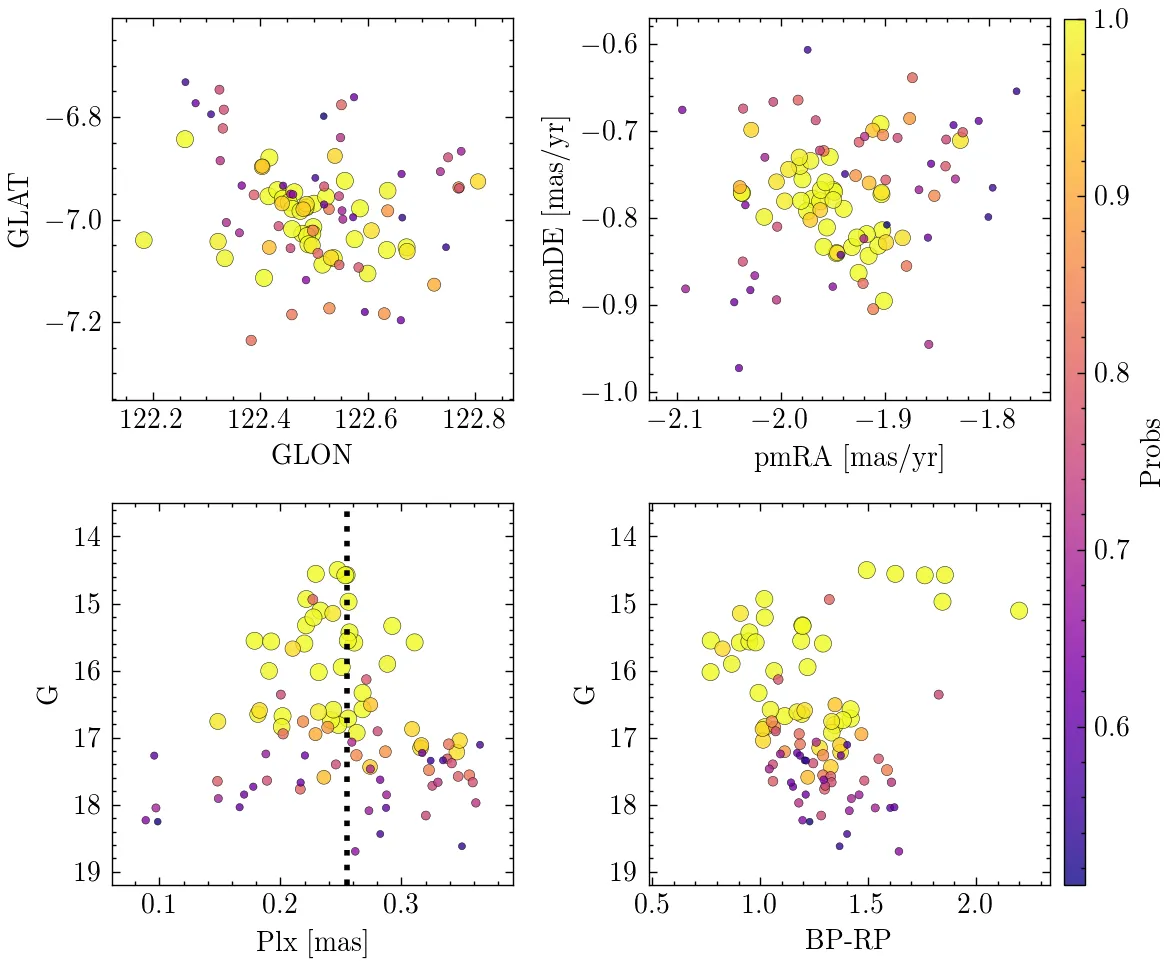 −6.8
−7.0
−7.2
GLAT
122.2 122.4 122.6 122.8
GLON
−0.6
−0.7
−0.8
−0.9
−1.0
pmDE [mas/yr]
−2.1 −2.0 −1.9 −1.8
pmRA [mas/yr]
1.0
0.9
0.8
0.7
0.6
Probs
14
15
16
17
18
19
G
0.1 0.2 0.3
Plx [mas]
14
15
16
17
18
19
G
0.5 1.0 1.5 2.0
BP-RP